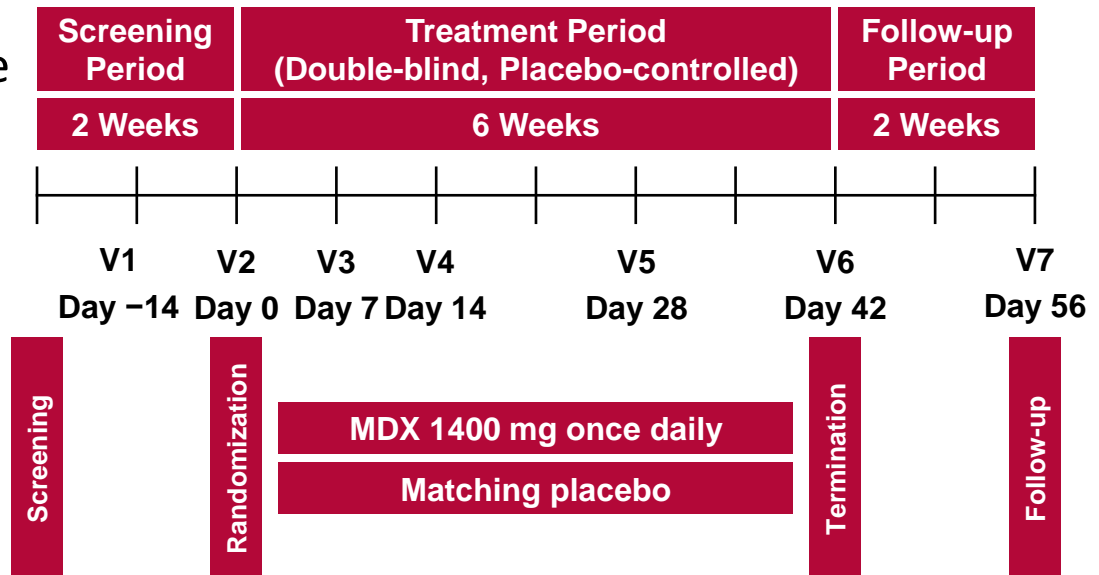 e
Screening
Period
Treatment Period
(Double-blind, Placebo-controlled)
Follow-up
Period
2 Weeks
6 Weeks
2 Weeks
V1
V2
V3
V4
V5
V6
V7
Day −14
Day 0
Day 7
Day 14
Day 28
Day 42
Day 56
Screening
Randomization
MDX 1400 mg once daily
Matching placebo
Termination
Follow-up